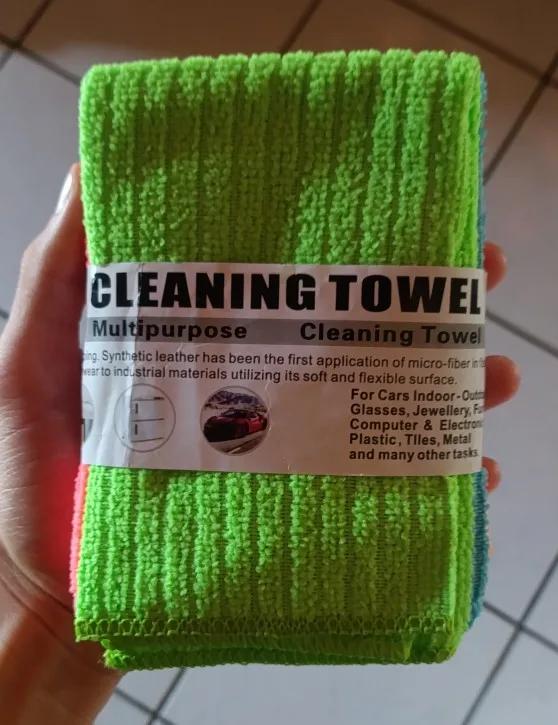 CLEANING TOWEL
Multipurpose Cleaning Towel
Synthetic leather has been the first application of micro-fiber in
to industrial materials utilizing its soft and flexible surface.
For Cars Indoor-
Glasses, Jewellery,
Computer &
Plastic, TIles, Metal
and many other tasks.